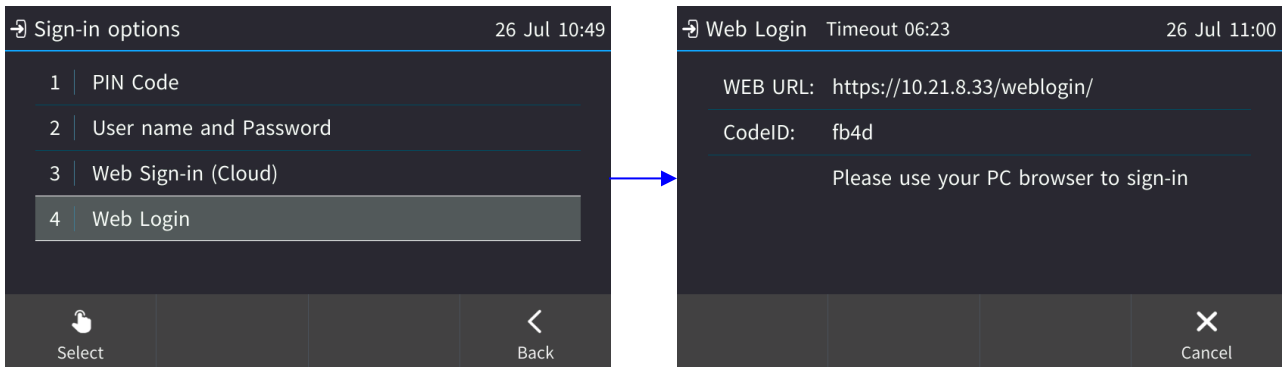 Sign-in options 26 Jul 10:49
1 PIN Code
2 User name and Password
3 Web Sign-in (Cloud)
4 Web Login
Select Back
Web Login Timeout 06:23 26 Jul 11:00
WEB URL: https://10.21.8.33/weblogin/
CodeID: fb4d
Please use your PC browser to sign-in
Cancel